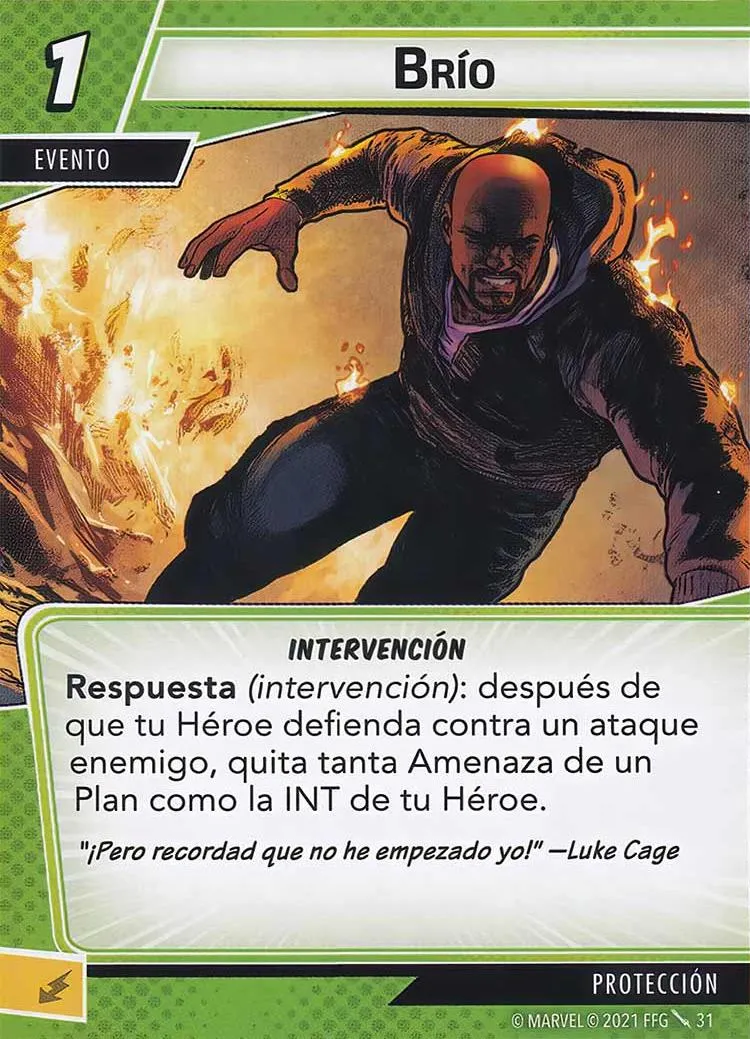 1
BRÍO
EVENTO
INTERVENCIÓN
Respuesta (intervención): después de
que tu Héroe defienda contra un ataque
enemigo, quita tanta Amenaza de un
Plan como la INT de tu Héroe.
"¡Pero recordad que no he empezado yo!" —Luke Cage
PROTECCIÓN
© MARVEL © 2021 FFG 31